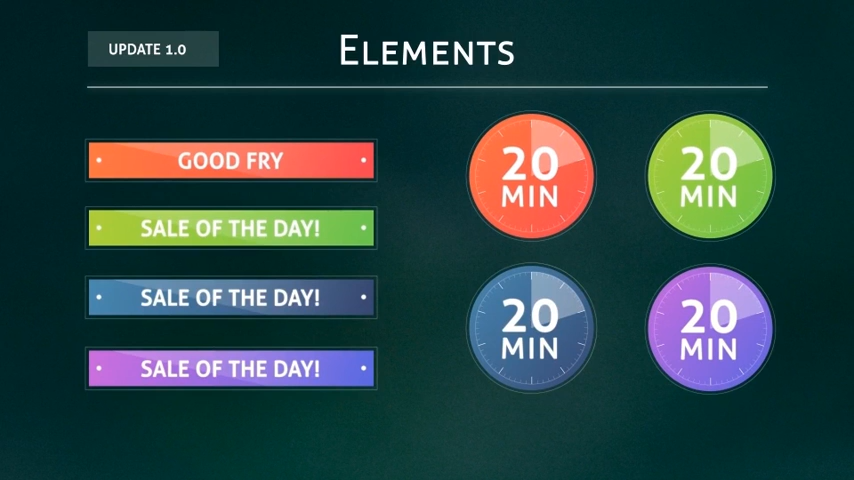 UPDATE 1.0
ELEMENTS
GOOD FRY
SALE OF THE DAY!
SALE OF THE DAY!
SALE OF THE DAY!
20
MIN
20
MIN
20
MIN
20
MIN